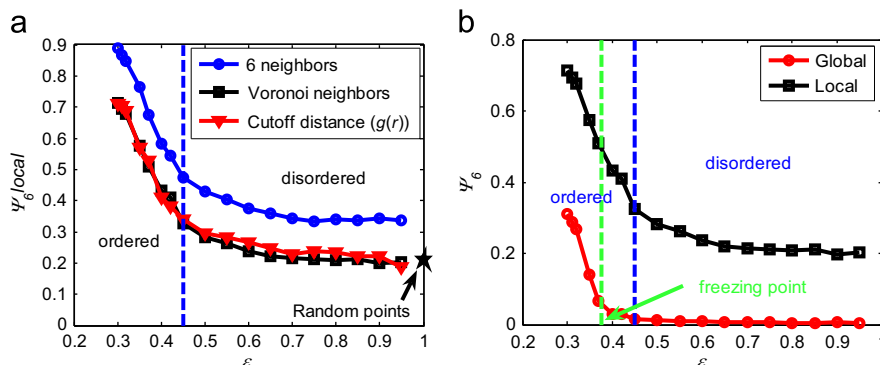 a
0.9
0.8
0.7
0.6
0.5
0.4
0.3
0.2
0.1
0
Ψ6local
6 neighbors
Voronoi neighbors
Cutoff distance (g(r))
disordered
ordered
Random points
0.2 0.3 0.4 0.5 0.6 0.7 0.8 0.9 1
ε
b
0.8
0.6
0.4
0.2
0
Ψ6
Global
Local
disordered
ordered
freezing point
0.2 0.3 0.4 0.5 0.6 0.7 0.8 0.9 1
ε